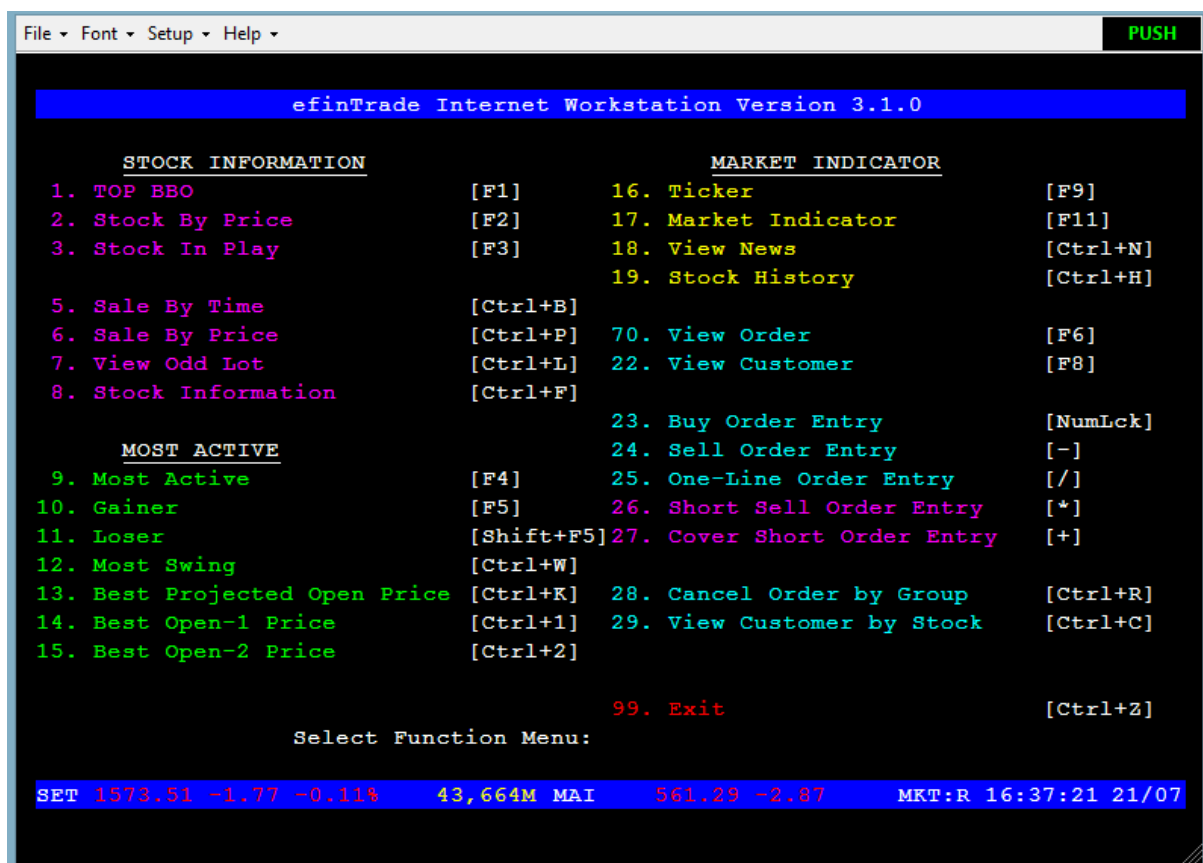 File Font Setup Help PUSH
efinTrade Internet Workstation Version 3.1.0
STOCK INFORMATION MARKET INDICATOR
1. TOP BBO [F1] 16. Ticker [F9]
2. Stock By Price [F2] 17. Market Indicator [F11]
3. Stock In Play [F3] 18. View News [Ctrl+N]
19. Stock History [Ctrl+H]
5. Sale By Time [Ctrl+B]
6. Sale By Price [Ctrl+P] 70. View Order [F6]
7. View Odd Lot [Ctrl+L] 22. View Customer [F8]
8. Stock Information [Ctrl+F]
23. Buy Order Entry [NumLck]
MOST ACTIVE 24. Sell Order Entry [-]
9. Most Active [F4] 25. One-Line Order Entry [/]
10. Gainer [F5] 26. Short Sell Order Entry [*]
11. Loser [Shift+F5] 27. Cover Short Order Entry [+]
12. Most Swing [Ctrl+W]
13. Best Projected Open Price [Ctrl+K] 28. Cancel Order by Group [Ctrl+R]
14. Best Open-1 Price [Ctrl+1] 29. View Customer by Stock [Ctrl+C]
15. Best Open-2 Price [Ctrl+2]
99. Exit [Ctrl+Z]
Select Function Menu:
SET 1573.51 -1.77 -0.11% 43,664M MAI 561.29 -2.87 MKT:R 16:37:21 21/07